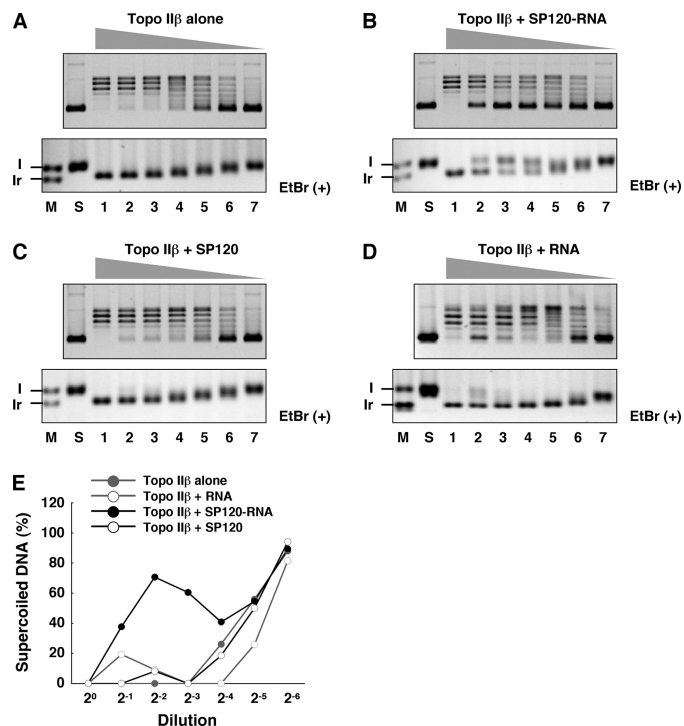 A
Topo IIβ alone
I
Ir
EtBr (+)
M S 1 2 3 4 5 6 7
B
Topo IIβ + SP120-RNA
I
Ir
EtBr (+)
M S 1 2 3 4 5 6 7
C
Topo IIβ + SP120
I
Ir
EtBr (+)
M S 1 2 3 4 5 6 7
D
Topo IIβ + RNA
I
Ir
EtBr (+)
M S 1 2 3 4 5 6 7
E
Topo IIβ alone
Topo IIβ + RNA
Topo IIβ + SP120-RNA
Topo IIβ + SP120
Supercoiled DNA (%)
120
100
80
60
40
20
0
2⁰ 2⁻¹ 2⁻² 2⁻³ 2⁻⁴ 2⁻⁵ 2⁻⁶
Dilution